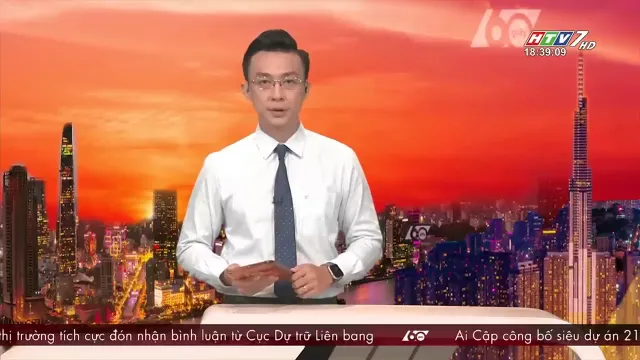 60
HTV7 HD
18:39:09
60
thị trường tích cực đón nhận bình luận từ Cục Dự trữ Liên bang
60
Ai Cập công bố siêu dự án 21